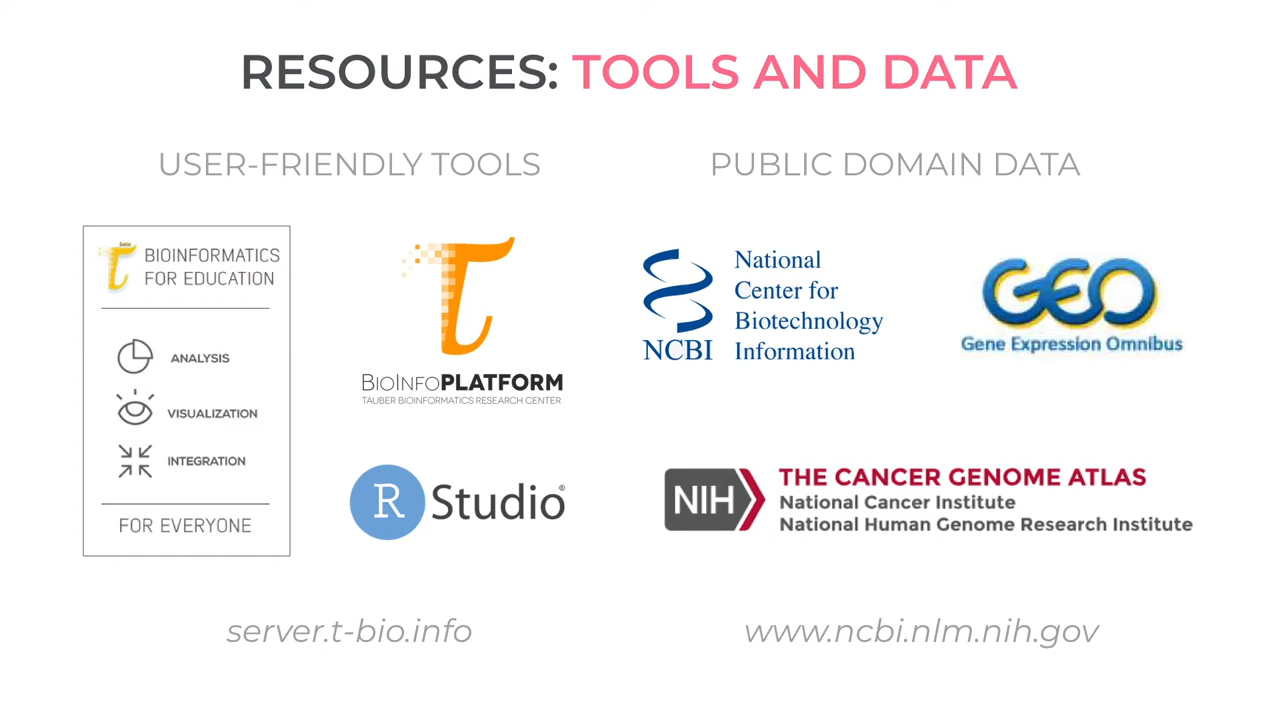 RESOURCES: TOOLS AND DATA
USER-FRIENDLY TOOLS
PUBLIC DOMAIN DATA
beta
BIOINFORMATICS
FOR EDUCATION
ANALYSIS
VISUALIZATION
INTEGRATION
FOR EVERYONE
BIOINFOPLATFORM
TAUBER BIOINFORMATICS RESEARCH CENTER
R Studio®
server.t-bio.info
NCBI
National
Center for
Biotechnology
Information
GEO
Gene Expression Omnibus
NIH
THE CANCER GENOME ATLAS
National Cancer Institute
National Human Genome Research Institute
www.ncbi.nlm.nih.gov